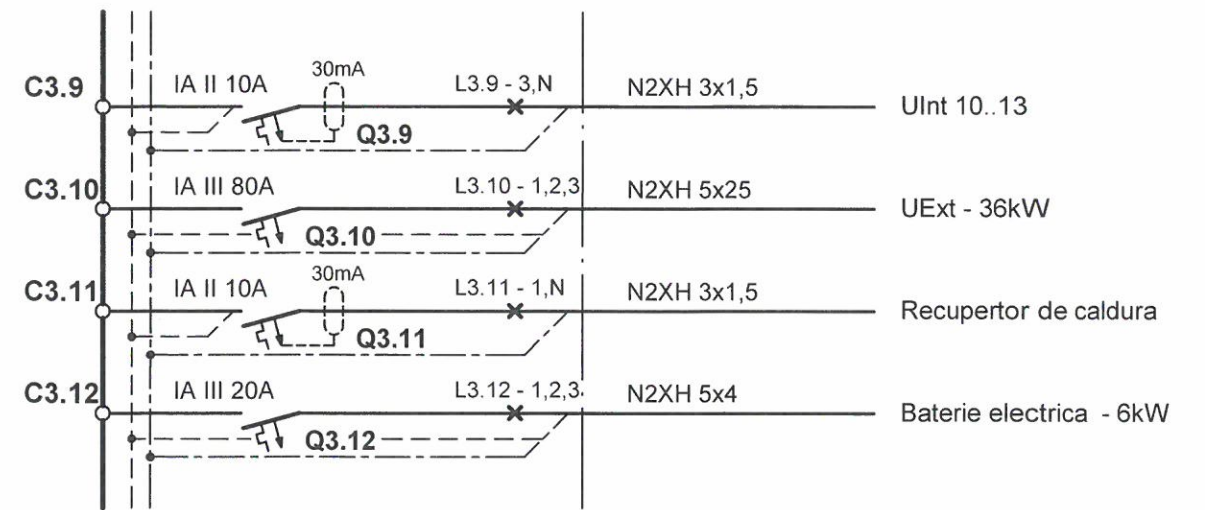 C3.9 IA II 10A 30mA L3.9 - 3,N N2XH 3x1,5 UInt 10..13
Q3.9
C3.10 IA III 80A L3.10 - 1,2,3 N2XH 5x25 UExt - 36kW
Q3.10
C3.11 IA II 10A 30mA L3.11 - 1,N N2XH 3x1,5 Recupertor de caldura
Q3.11
C3.12 IA III 20A L3.12 - 1,2,3 N2XH 5x4 Baterie electrica - 6kW
Q3.12